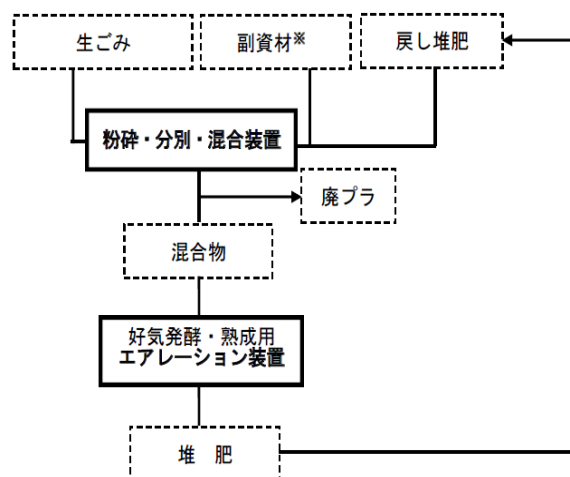 生ごみ
副資材※
戻し堆肥
粉砕・分別・混合装置
廃プラ
混合物
好気発酵・熟成用
エアレーション装置
堆 肥